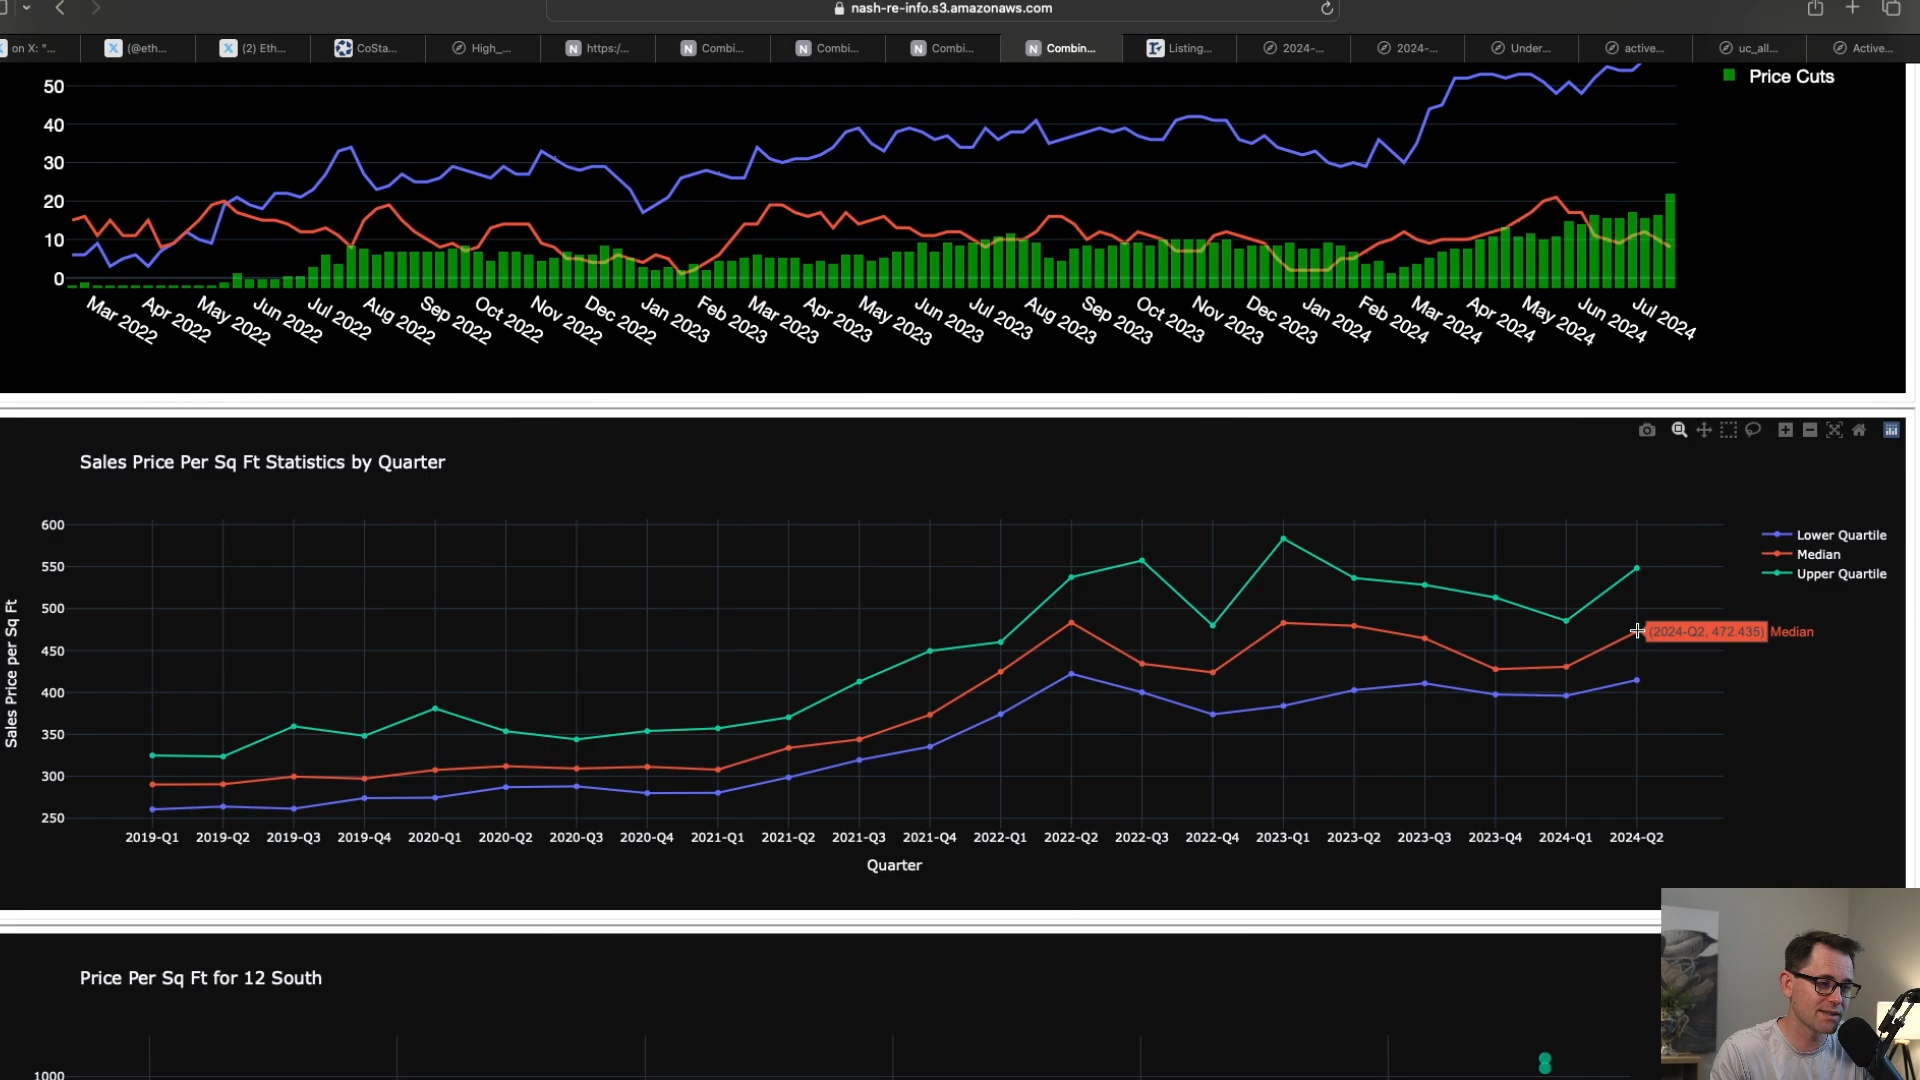 nash-re-info.s3.amazonaws.com
on X: "...
(@eth...
(2) Eth...
CoSta...
High_...
https:/...
Combi...
Combi...
Combi...
Combin...
Listing...
2024-...
2024-...
Under...
active...
uc_all...
Active...
Price Cuts
50
40
30
20
10
0
Mar 2022
Apr 2022
May 2022
Jun 2022
Jul 2022
Aug 2022
Sep 2022
Oct 2022
Nov 2022
Dec 2022
Jan 2023
Feb 2023
Mar 2023
Apr 2023
May 2023
Jun 2023
Jul 2023
Aug 2023
Sep 2023
Oct 2023
Nov 2023
Dec 2023
Jan 2024
Feb 2024
Mar 2024
Apr 2024
May 2024
Jun 2024
Jul 2024
Sales Price Per Sq Ft Statistics by Quarter
600
550
500
450
400
350
300
250
Sales Price per Sq Ft
Lower Quartile
Median
Upper Quartile
(2024-Q2, 472.435) Median
2019-Q1 2019-Q2 2019-Q3 2019-Q4 2020-Q1 2020-Q2 2020-Q3 2020-Q4 2021-Q1 2021-Q2 2021-Q3 2021-Q4 2022-Q1 2022-Q2 2022-Q3 2022-Q4 2023-Q1 2023-Q2 2023-Q3 2023-Q4 2024-Q1 2024-Q2
Quarter
Price Per Sq Ft for 12 South
1000